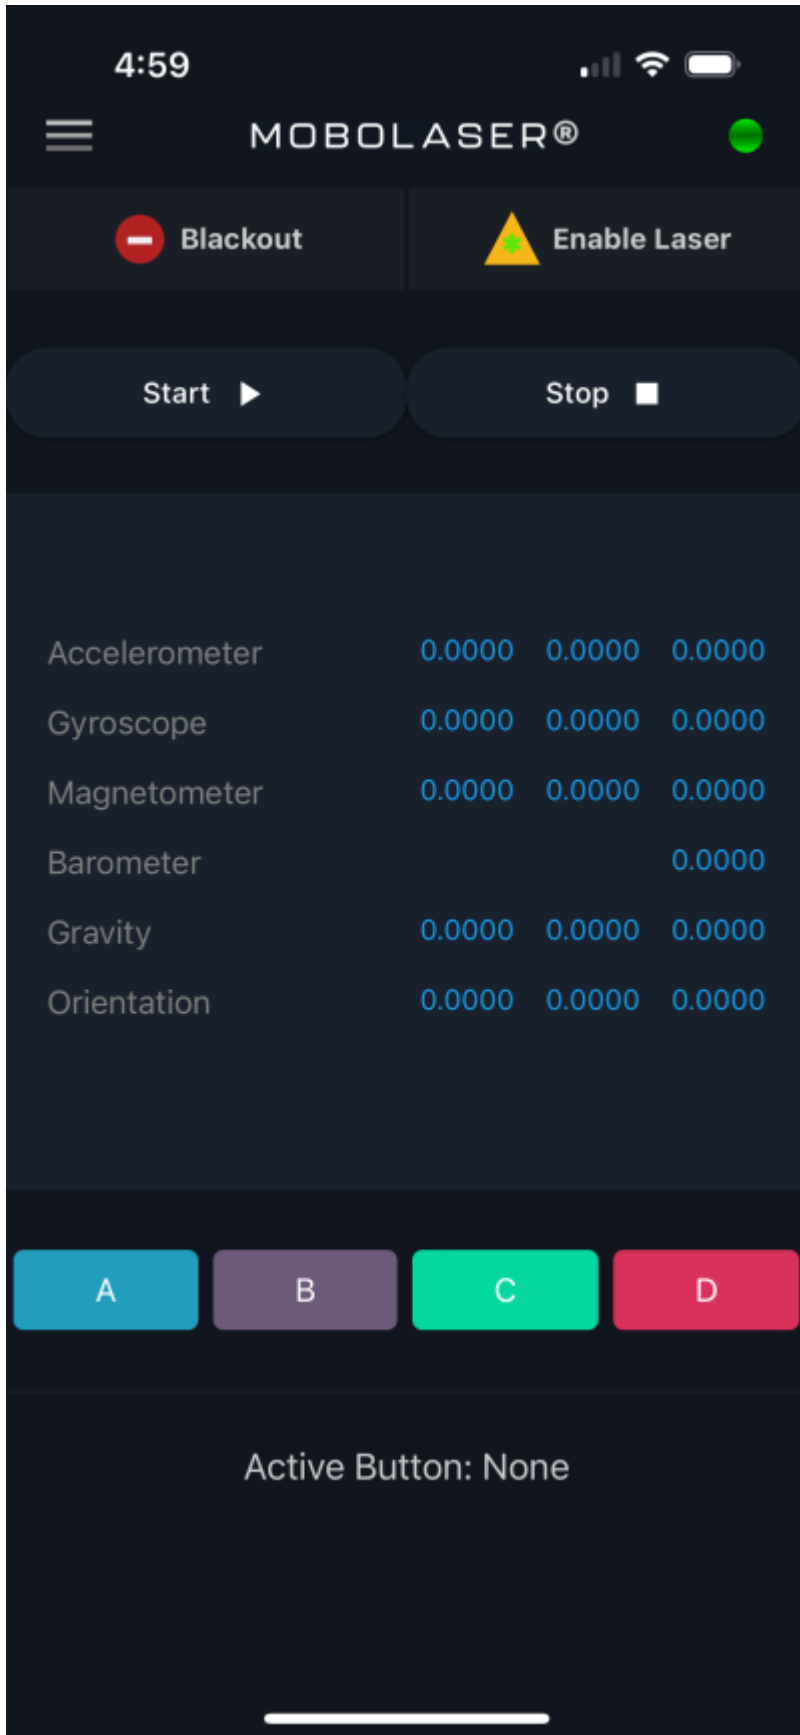 4:59
MOBOLASER®
Blackout Enable Laser
Start Stop
Accelerometer 0.0000 0.0000 0.0000
Gyroscope 0.0000 0.0000 0.0000
Magnetometer 0.0000 0.0000 0.0000
Barometer 0.0000
Gravity 0.0000 0.0000 0.0000
Orientation 0.0000 0.0000 0.0000
A B C D
Active Button: None